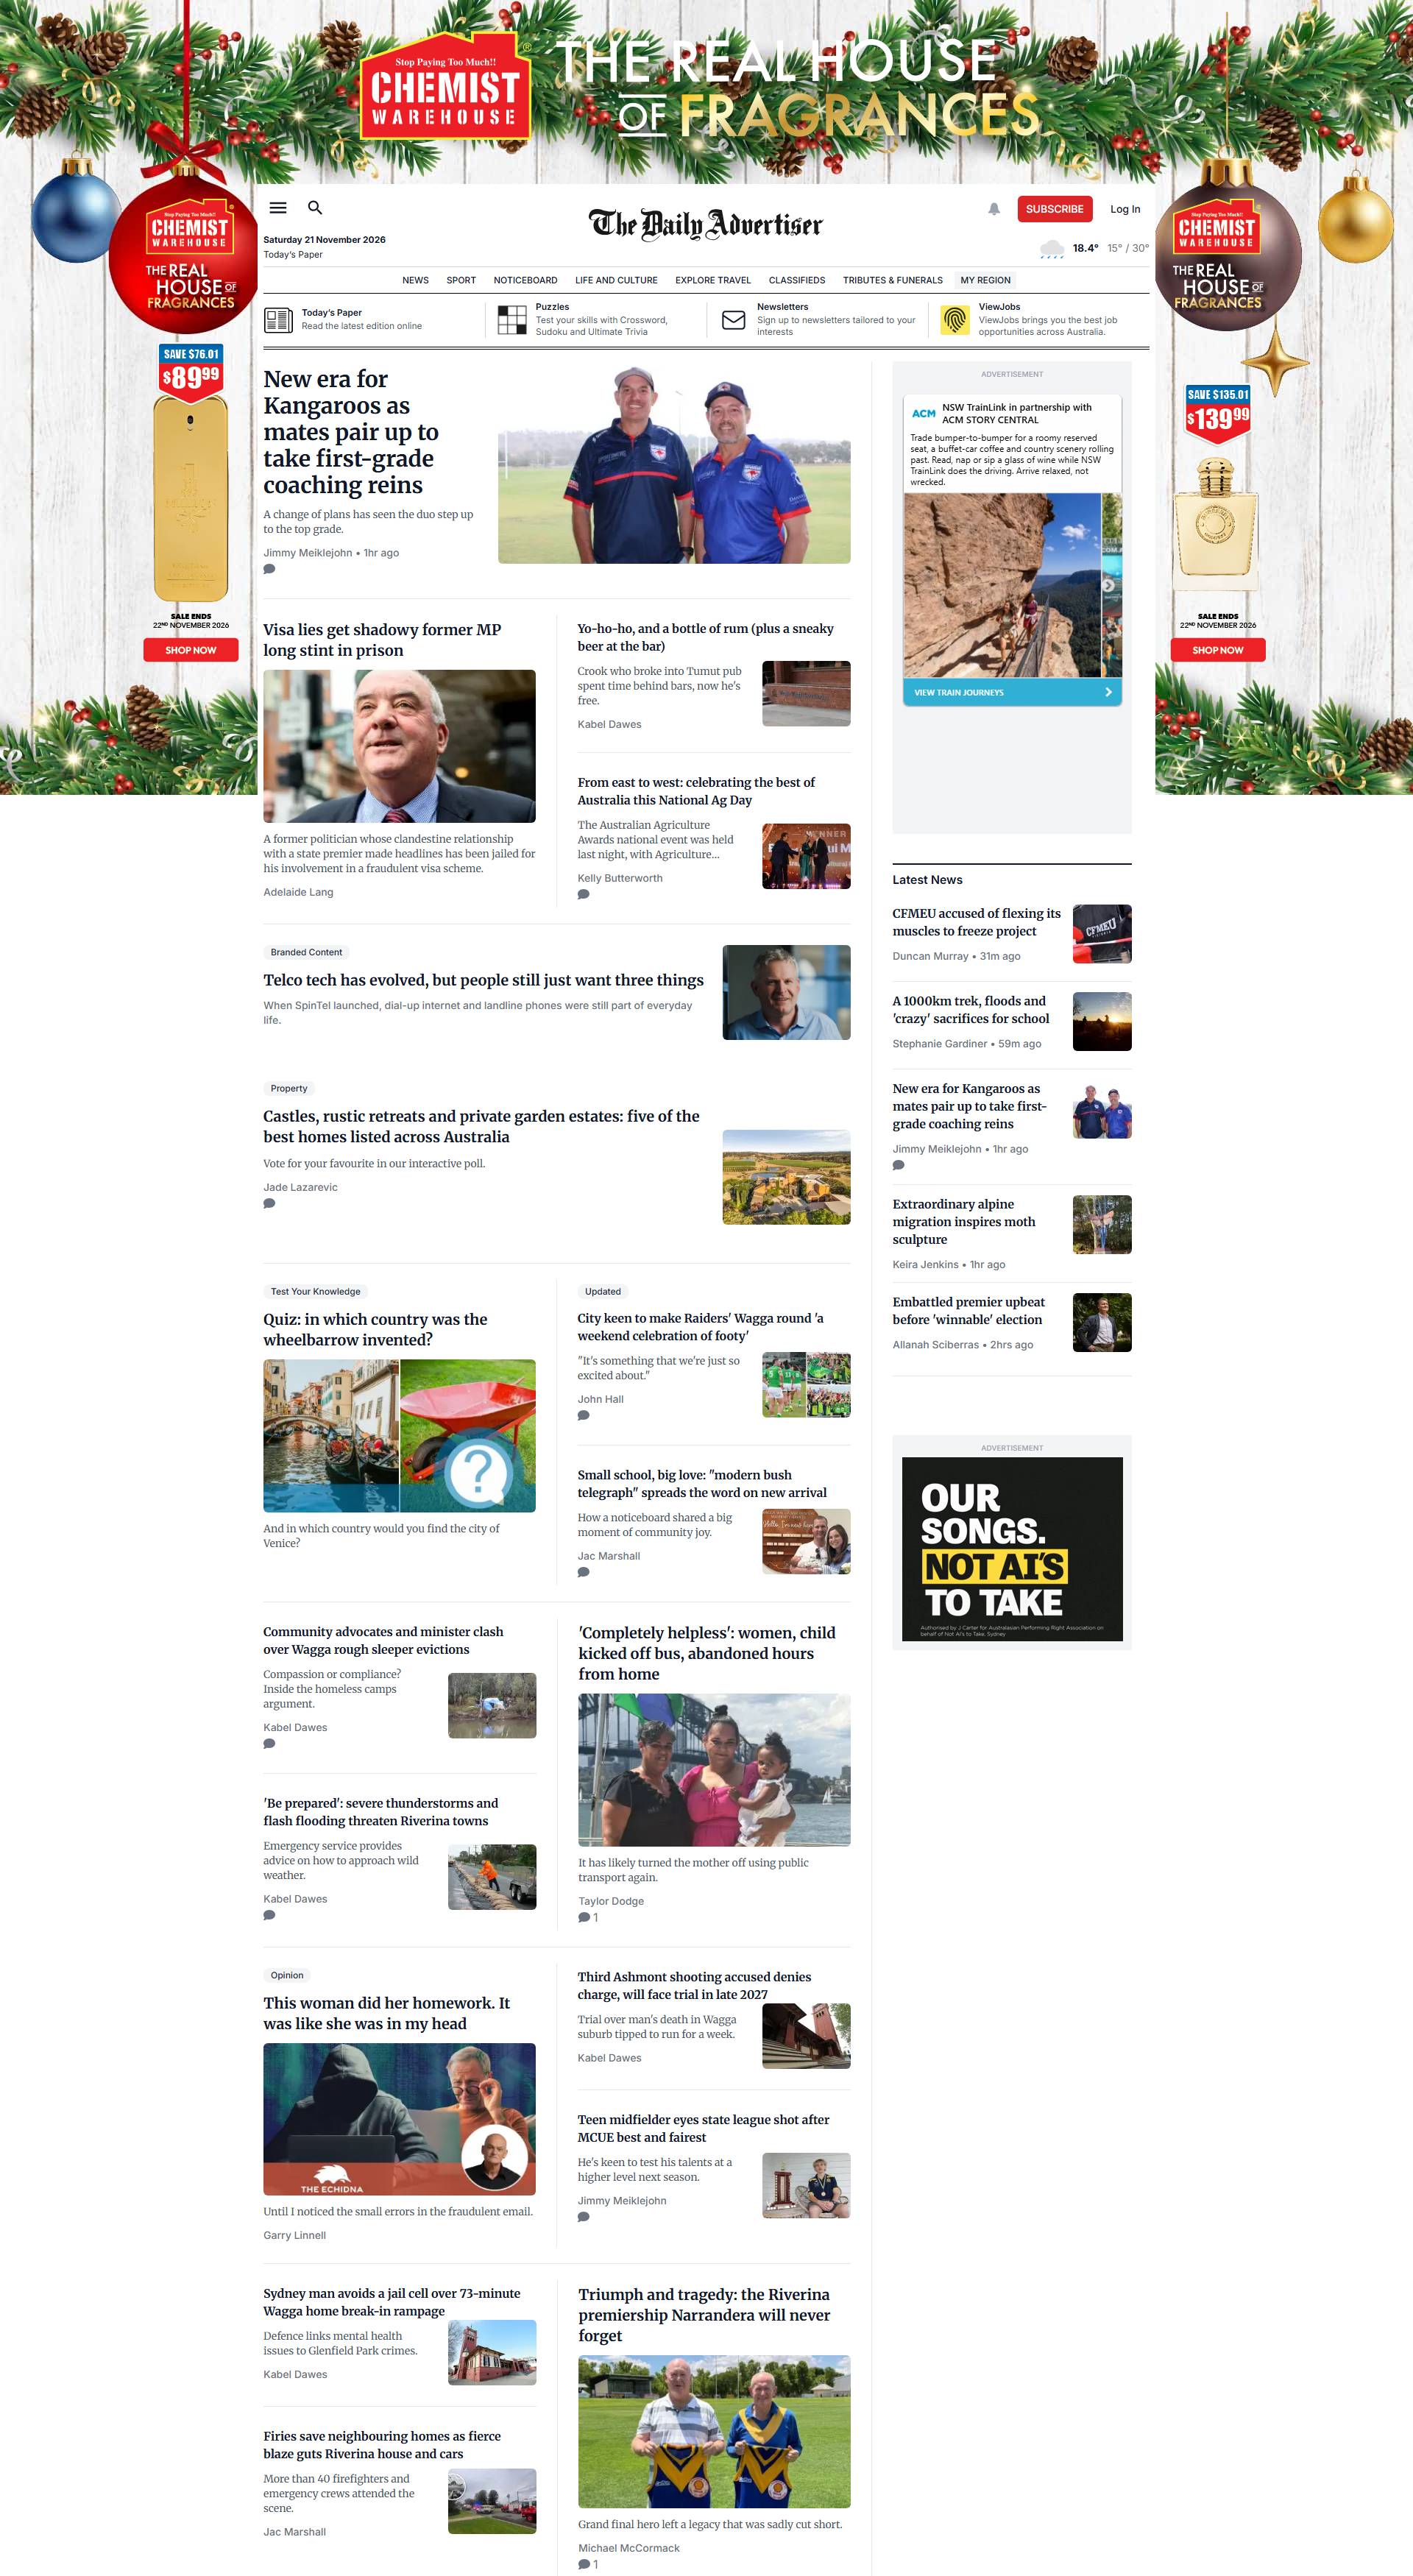 Stop Paying Too Much!!
CHEMIST
WAREHOUSE
THE REAL HOUSE
OF FRAGRANCES
Stop Paying Too Much!!
CHEMIST
WAREHOUSE
THE REAL
HOUSE OF
FRAGRANCES
SAVE $76.01
$89.99
SALE ENDS
22ND NOVEMBER 2026
SHOP NOW
SUBSCRIBE
Log In
The Daily Advertiser
Saturday 21 November 2026
Today's Paper
18.4° 15° / 30°
NEWS SPORT NOTICEBOARD LIFE AND CULTURE EXPLORE TRAVEL CLASSIFIEDS TRIBUTES & FUNERALS MY REGION
Today's Paper
Read the latest edition online
Puzzles
Test your skills with Crossword,
Sudoku and Ultimate Trivia
Newsletters
Sign up to newsletters tailored to your
interests
ViewJobs
ViewJobs brings you the best job
opportunities across Australia.
New era for
Kangaroos as
mates pair up to
take first-grade
coaching reins
A change of plans has seen the duo step up
to the top grade.
Jimmy Meiklejohn • 1hr ago
Visa lies get shadowy former MP
long stint in prison
A former politician whose clandestine relationship
with a state premier made headlines has been jailed for
his involvement in a fraudulent visa scheme.
Adelaide Lang
Yo-ho-ho, and a bottle of rum (plus a sneaky
beer at the bar)
Crook who broke into Tumut pub
spent time behind bars, now he's
free.
Kabel Dawes
From east to west: celebrating the best of
Australia this National Ag Day
The Australian Agriculture
Awards national event was held
last night, with Agriculture...
Kelly Butterworth
WINNER
Branded Content
Telco tech has evolved, but people still just want three things
When SpinTel launched, dial-up internet and landline phones were still part of everyday
life.
Property
Castles, rustic retreats and private garden estates: five of the
best homes listed across Australia
Vote for your favourite in our interactive poll.
Jade Lazarevic
Test Your Knowledge
Quiz: in which country was the
wheelbarrow invented?
?
And in which country would you find the city of
Venice?
Updated
City keen to make Raiders' Wagga round 'a
weekend celebration of footy'
"It's something that we're just so
excited about."
John Hall
Small school, big love: "modern bush
telegraph" spreads the word on new arrival
How a noticeboard shared a big
moment of community joy.
Jac Marshall
Community advocates and minister clash
over Wagga rough sleeper evictions
Compassion or compliance?
Inside the homeless camps
argument.
Kabel Dawes
'Be prepared': severe thunderstorms and
flash flooding threaten Riverina towns
Emergency service provides
advice on how to approach wild
weather.
Kabel Dawes
'Completely helpless': women, child
kicked off bus, abandoned hours
from home
It has likely turned the mother off using public
transport again.
Taylor Dodge
1
Opinion
This woman did her homework. It
was like she was in my head
THE ECHIDNA
Until I noticed the small errors in the fraudulent email.
Garry Linnell
Third Ashmont shooting accused denies
charge, will face trial in late 2027
Trial over man's death in Wagga
suburb tipped to run for a week.
Kabel Dawes
Teen midfielder eyes state league shot after
MCUE best and fairest
He's keen to test his talents at a
higher level next season.
Jimmy Meiklejohn
Sydney man avoids a jail cell over 73-minute
Wagga home break-in rampage
Defence links mental health
issues to Glenfield Park crimes.
Kabel Dawes
Firies save neighbouring homes as fierce
blaze guts Riverina house and cars
More than 40 firefighters and
emergency crews attended the
scene.
Jac Marshall
Triumph and tragedy: the Riverina
premiership Narrandera will never
forget
Grand final hero left a legacy that was sadly cut short.
Michael McCormack
1
ADVERTISEMENT
ACM
NSW TrainLink in partnership with
ACM STORY CENTRAL
Trade bumper-to-bumper for a roomy reserved
seat, a buffet-car coffee and country scenery rolling
past. Read, nap or sip a glass of wine while NSW
TrainLink does the driving. Arrive relaxed, not
wrecked.
VIEW TRAIN JOURNEYS
Latest News
CFMEU accused of flexing its
muscles to freeze project
Duncan Murray • 31m ago
CFMEU
A 1000km trek, floods and
'crazy' sacrifices for school
Stephanie Gardiner • 59m ago
New era for Kangaroos as
mates pair up to take first-
grade coaching reins
Jimmy Meiklejohn • 1hr ago
Extraordinary alpine
migration inspires moth
sculpture
Keira Jenkins • 1hr ago
Embattled premier upbeat
before 'winnable' election
Allanah Sciberras • 2hrs ago
ADVERTISEMENT
OUR
SONGS.
NOT AI'S
TO TAKE
Authorised by J Carter for Australasian Performing Right Association on
behalf of Not AI's to Take, Sydney
Stop Paying Too Much!!
CHEMIST
WAREHOUSE
THE REAL
HOUSE OF
FRAGRANCES
SAVE $135.01
$139.99
SALE ENDS
22ND NOVEMBER 2026
SHOP NOW